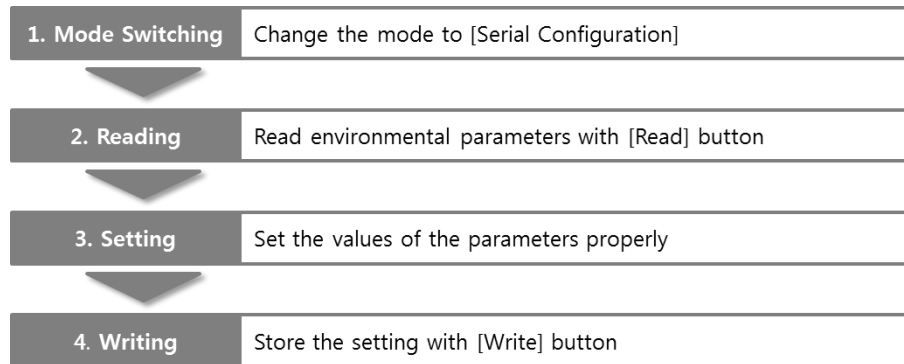 1. Mode Switching Change the mode to [Serial Configuration]
2. Reading Read environmental parameters with [Read] button
3. Setting Set the values of the parameters properly
4. Writing Store the setting with [Write] button